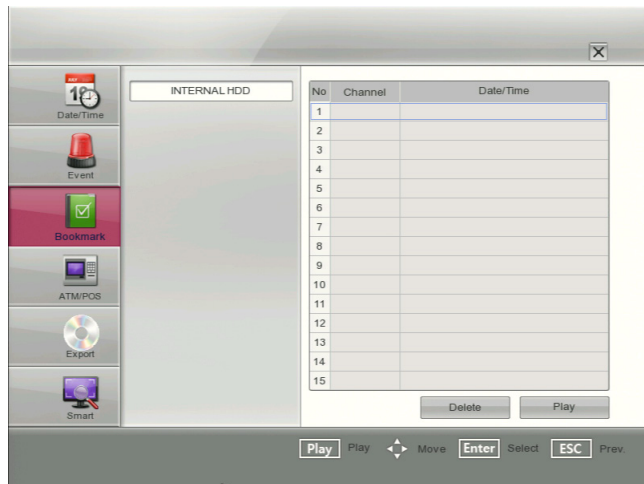 Date/Time
Event
Bookmark
ATM/POS
Export
Smart
INTERNAL HDD
No Channel Date/Time
1
2
3
4
5
6
7
8
9
10
11
12
13
14
15
Delete Play
Play Play Move Enter Select ESC Prev.